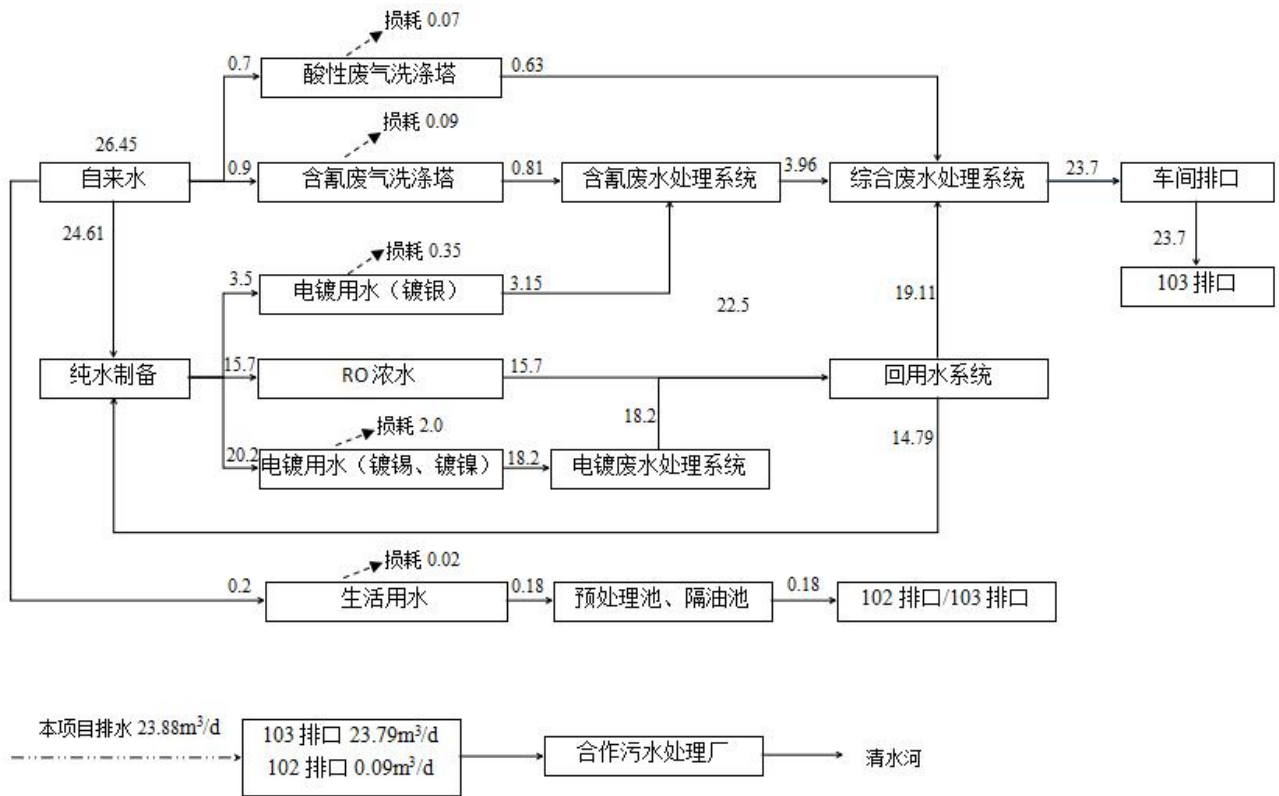 损耗 0.07
0.7
酸性废气洗涤塔
0.63
损耗 0.09
26.45
自来水
0.9
含氰废气洗涤塔
0.81
含氰废水处理系统
3.96
综合废水处理系统
23.7
车间排口
24.61
23.7
损耗 0.35
3.5
电镀用水（镀银）
3.15
22.5
19.11
103 排口
纯水制备
15.7
RO 浓水
15.7
回用水系统
18.2
14.79
损耗 2.0
20.2
电镀用水（镀锡、镀镍）
18.2
电镀废水处理系统
损耗 0.02
0.2
生活用水
0.18
预处理池、隔油池
0.18
102 排口/103 排口
本项目排水 23.88m³/d
103 排口 23.79m³/d
102 排口 0.09m³/d
合作污水处理厂
清水河